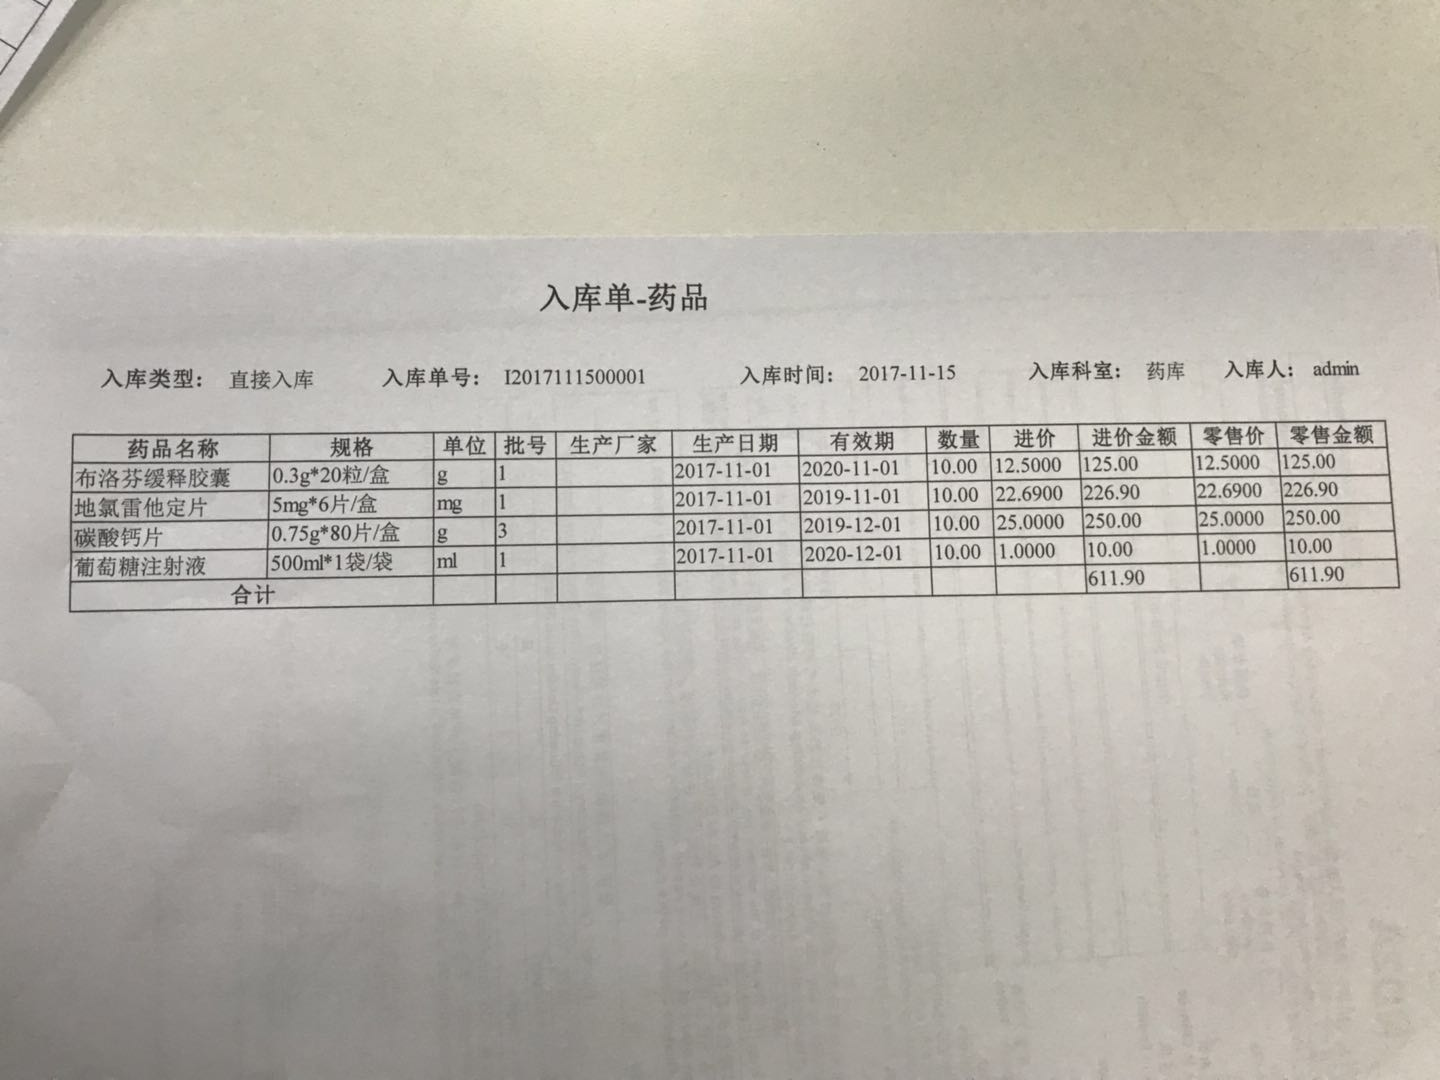 入库单-药品
入库类型： 直接入库 入库单号： I2017111500001 入库时间： 2017-11-15 入库科室： 药库 入库人： admin
药品名称 规格 单位 批号 生产厂家 生产日期 有效期 数量 进价 进价金额 零售价 零售金额
布洛芬缓释胶囊 0.3g*20粒/盒 g 1 2017-11-01 2020-11-01 10.00 12.5000 125.00 12.5000 125.00
地氯雷他定片 5mg*6片/盒 mg 1 2017-11-01 2019-11-01 10.00 22.6900 226.90 22.6900 226.90
碳酸钙片 0.75g*80片/盒 g 3 2017-11-01 2019-12-01 10.00 25.0000 250.00 25.0000 250.00
葡萄糖注射液 500ml*1袋/袋 ml 1 2017-11-01 2020-12-01 10.00 1.0000 10.00 1.0000 10.00
合计 611.90 611.90